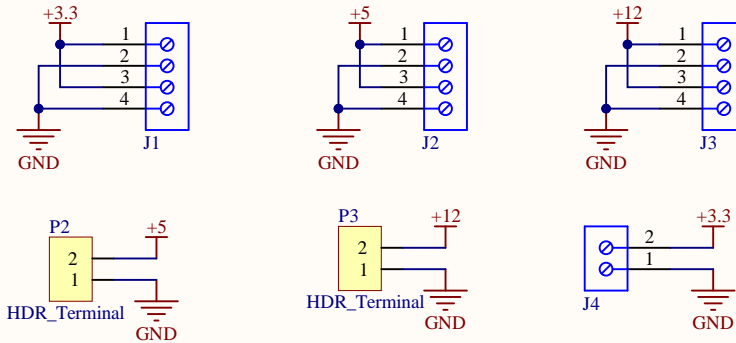 +3.3
+5
+12
1
2
3
4
1
2
3
4
1
2
3
4
J1
J2
J3
GND
GND
GND
P2
+5
P3
+12
+3.3
2
1
2
1
2
1
HDR_Terminal
HDR_Terminal
J4
GND
GND
GND